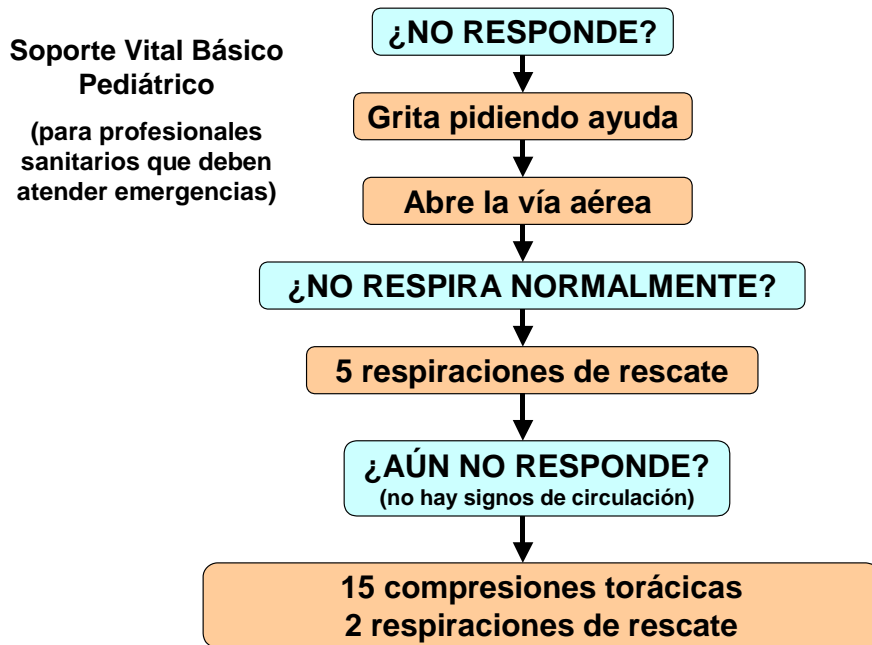 Soporte Vital Básico
Pediátrico
(para profesionales
sanitarios que deben
atender emergencias)
¿NO RESPONDE?
Grita pidiendo ayuda
Abre la vía aérea
¿NO RESPIRA NORMALMENTE?
5 respiraciones de rescate
¿AÚN NO RESPONDE?
(no hay signos de circulación)
15 compresiones torácicas
2 respiraciones de rescate